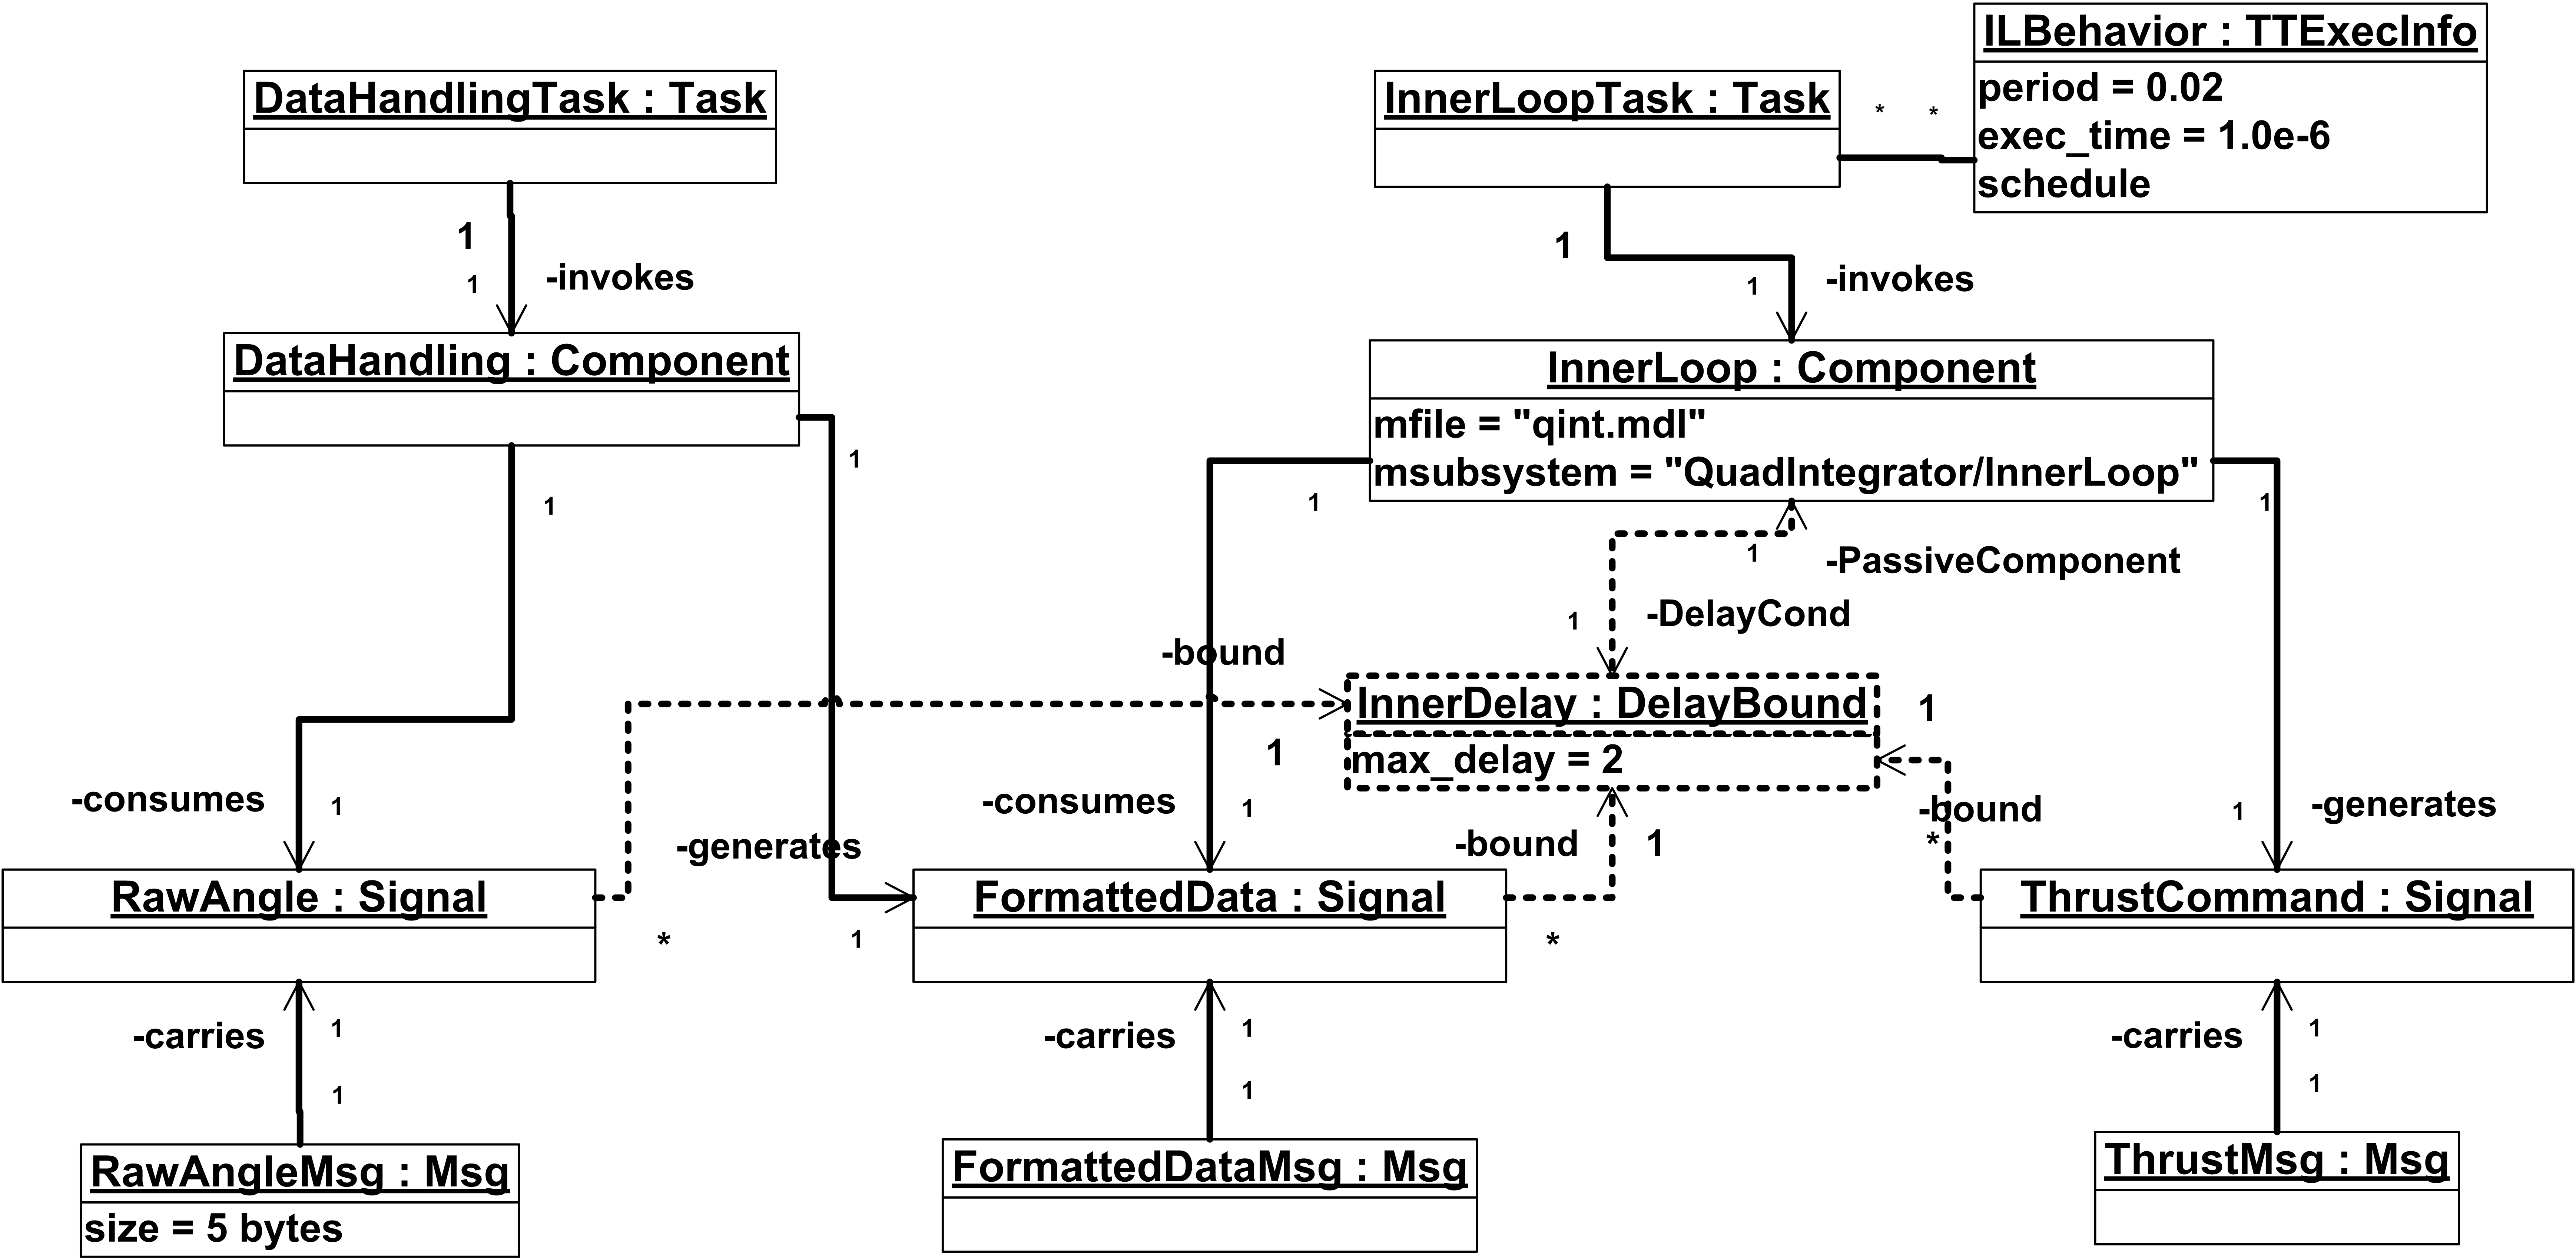 ILBehavior : TTExecInfo
period = 0.02
exec_time = 1.0e-6
schedule
DataHandlingTask : Task
InnerLoopTask : Task
* *
1
1
-invokes
1
1
-invokes
DataHandling : Component
InnerLoop : Component
mfile = "qint.mdl"
msubsystem = "QuadIntegrator/InnerLoop"
1
1
1
1
1
-PassiveComponent
1
-DelayCond
-bound
InnerDelay : DelayBound
max_delay = 2
1
1
-consumes
1
-generates
-consumes
1
-bound
1
-bound
*
1
-generates
RawAngle : Signal
*
FormattedData : Signal
1
*
ThrustCommand : Signal
-carries
1
1
-carries
1
1
-carries
1
1
RawAngleMsg : Msg
size = 5 bytes
FormattedDataMsg : Msg
ThrustMsg : Msg